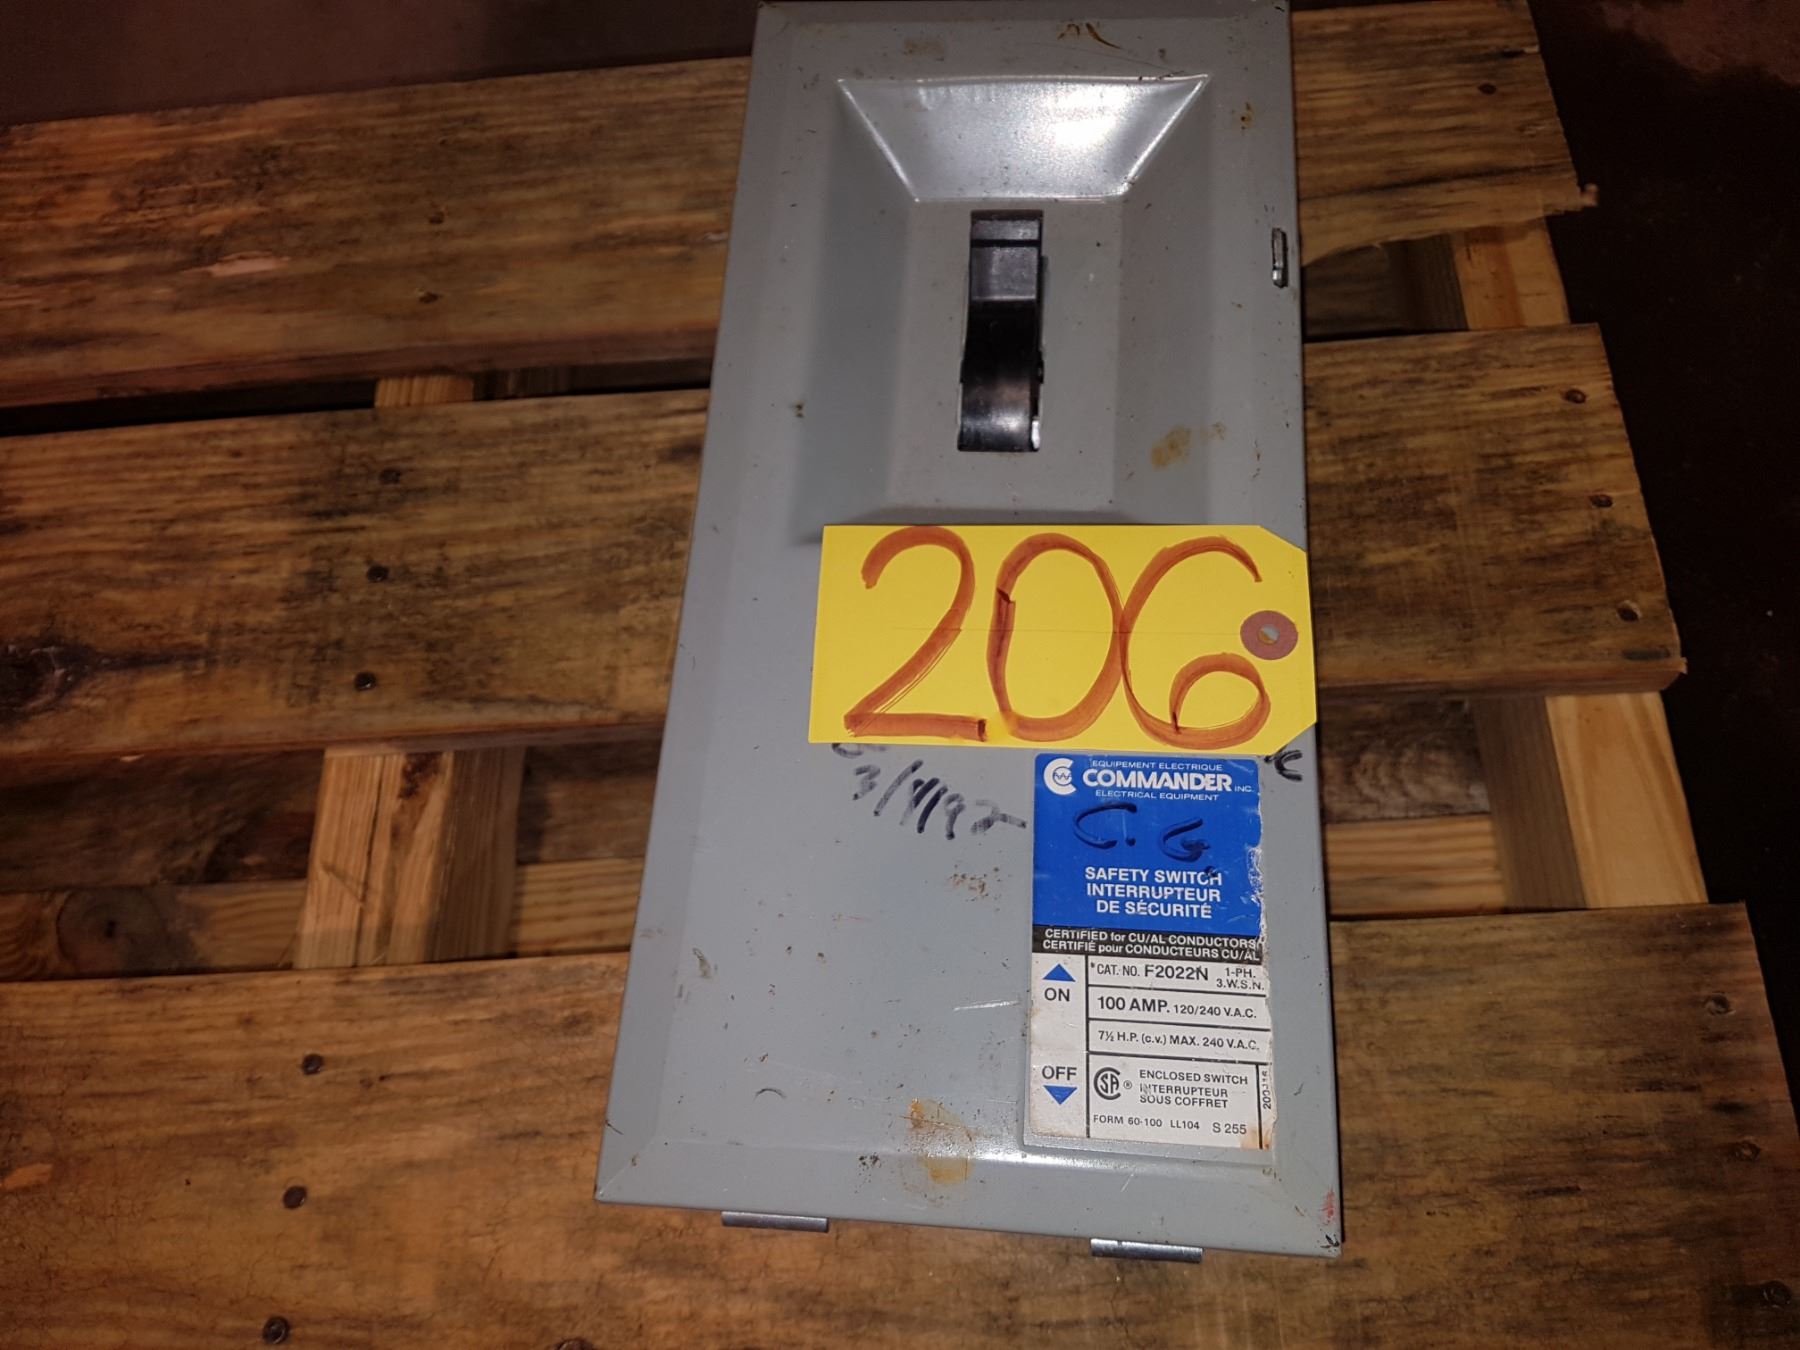 206
3/4/92
EQUIPEMENT ELECTRIQUE
COMMANDER INC.
ELECTRICAL EQUIPMENT
C. G.
SAFETY SWITCH
INTERRUPTEUR
DE SÉCURITÉ
CERTIFIED for CU/AL CONDUCTORS
CERTIFIÉ pour CONDUCTEURS CU/AL
ON
CAT. NO. F2022N 1-PH.
3.W.S.N.
100 AMP. 120/240 V.A.C.
7½ H.P. (c.v.) MAX. 240 V.A.C.
OFF
CSA ® ENCLOSED SWITCH
INTERRUPTEUR
SOUS COFFRET
FORM 60-100 LL104 S 255